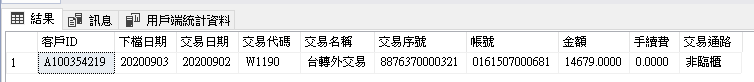 結果 訊息 用戶端統計資料
客戶ID 下檔日期 交易日期 交易代碼 交易名稱 交易序號 帳號 金額 手續費 交易通路
1 A100354219 20200903 20200902 W1190 台轉外交易 8876370000321 0161507000681 14679.0000 0.0000 非臨櫃